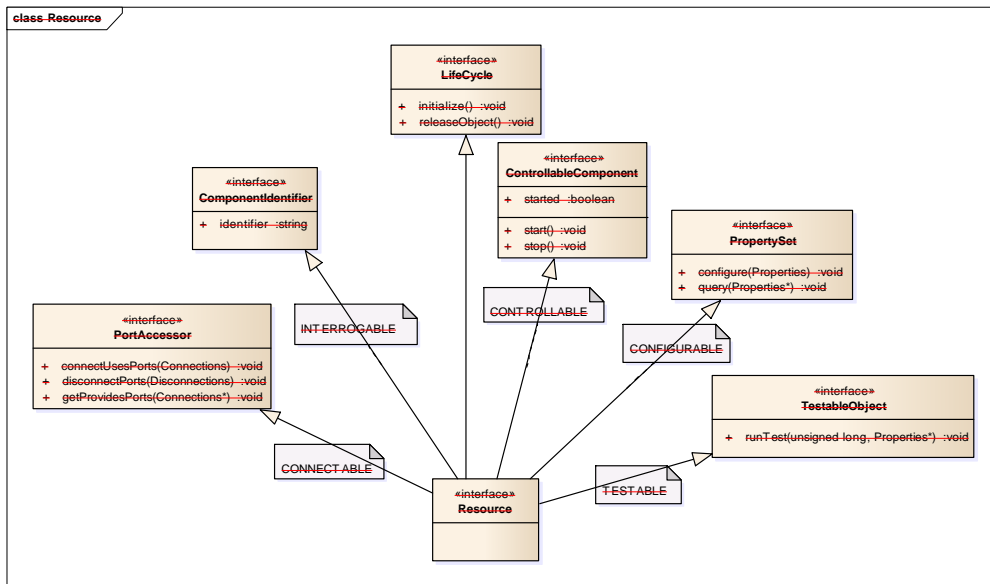 class Resource
«interface»
LifeCycle
+ initialize() :void
+ releaseObject() :void
«interface»
ControllableComponent
+ started :boolean
+ start() :void
+ stop() :void
«interface»
ComponentIdentifier
+ identifier :string
«interface»
PropertySet
+ configure(Properties) :void
+ query(Properties*) :void
INTERROGABLE
CONTROLLABLE
CONFIGURABLE
«interface»
PortAccessor
+ connectUsesPorts(Connections) :void
+ disconnectPorts(Disconnections) :void
+ getProvidesPorts(Connections*) :void
«interface»
TestableObject
+ runTest(unsigned long, Properties*) :void
CONNECTABLE
TESTABLE
«interface»
Resource